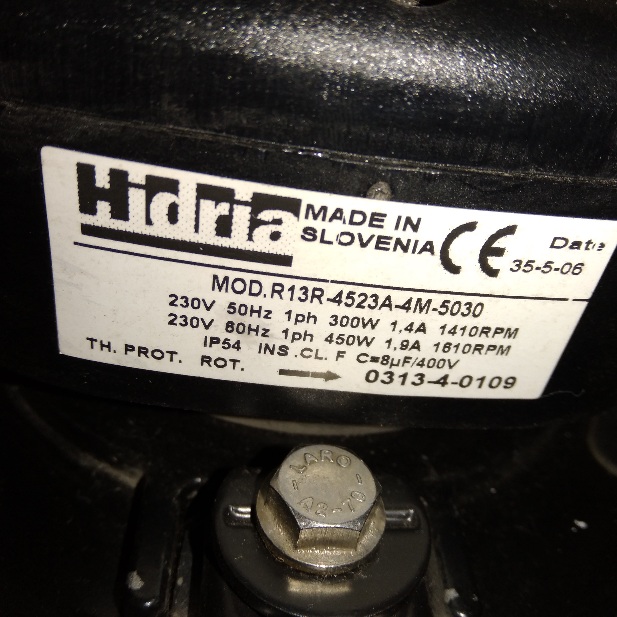 Hidria
MADE IN
SLOVENIA
CE
Date
35-5-06
MOD.R13R-4523A-4M-5030
230V 50Hz 1ph 300W 1,4A 1410RPM
230V 60Hz 1ph 450W 1,9A 1610RPM
IP54 INS.CL.F C=8µF/400V
TH. PROT. ROT. → 0313-4-0109
LARO
A2-70